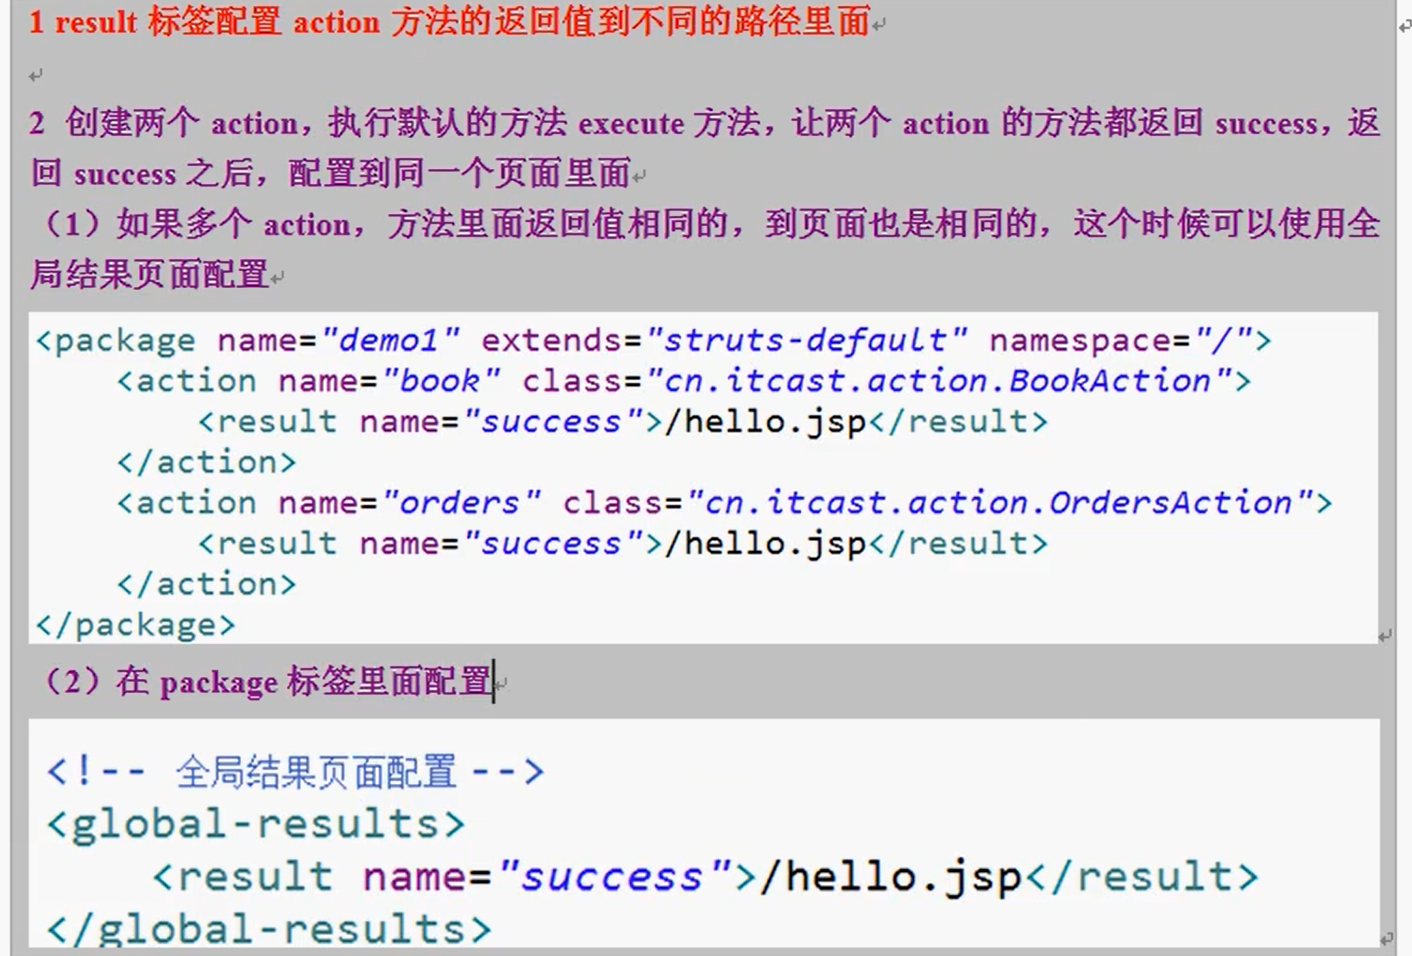 1 result 标签配置 action 方法的返回值到不同的路径里面
2 创建两个 action，执行默认的方法 execute 方法，让两个 action 的方法都返回 success，返
回 success 之后，配置到同一个页面里面
（1）如果多个 action，方法里面返回值相同的，到页面也是相同的，这个时候可以使用全
局结果页面配置
<package name="demo1" extends="struts-default" namespace="/">
<action name="book" class="cn.itcast.action.BookAction">
<result name="success">/hello.jsp</result>
</action>
<action name="orders" class="cn.itcast.action.OrdersAction">
<result name="success">/hello.jsp</result>
</action>
</package>
（2）在 package 标签里面配置
<!-- 全局结果页面配置 -->
<global-results>
<result name="success">/hello.jsp</result>
</global-results>